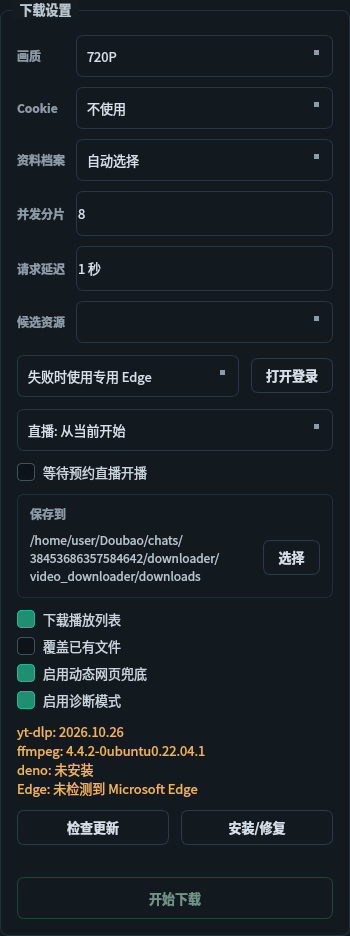 下载设置
画质 720P
Cookie 不使用
资料档案 自动选择
并发分片 8
请求延迟 1 秒
候选资源
失败时使用专用 Edge 打开登录
直播: 从当前开始
等待预约直播开播
保存到
/home/user/Doubao/chats/
38453686357584642/downloader/
video_downloader/downloads
选择
下载播放列表
覆盖已有文件
启用动态网页兜底
启用诊断模式
yt-dlp: 2026.10.26
ffmpeg: 4.4.2-0ubuntu0.22.04.1
deno: 未安装
Edge: 未检测到 Microsoft Edge
检查更新 安装/修复
开始下载